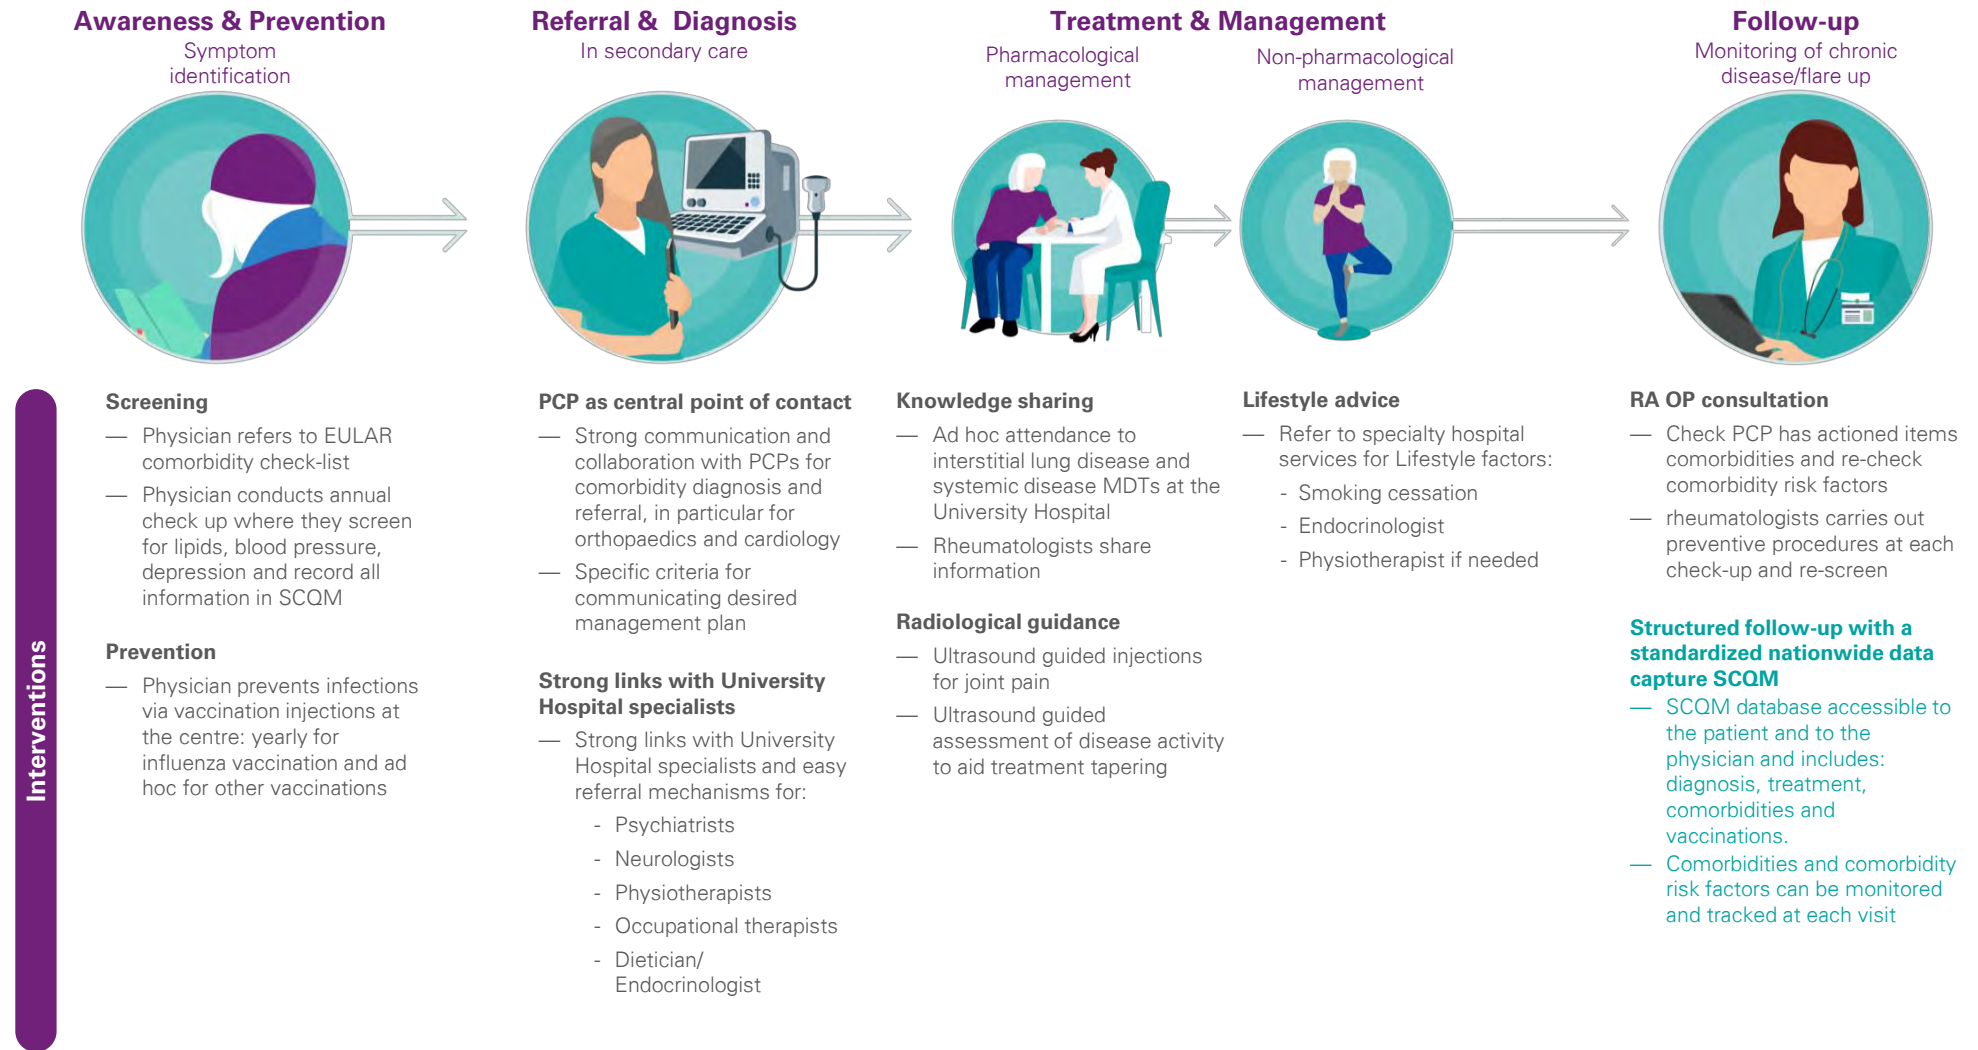 Awareness & Prevention
Symptom
identification
Referral & Diagnosis
In secondary care
Treatment & Management
Pharmacological
management
Non-pharmacological
management
Follow-up
Monitoring of chronic
disease/flare up
Interventions
Screening
— Physician refers to EULAR
comorbidity check-list
— Physician conducts annual
check up where they screen
for lipids, blood pressure,
depression and record all
information in SCQM
Prevention
— Physician prevents infections
via vaccination injections at
the centre: yearly for
influenza vaccination and ad
hoc for other vaccinations
PCP as central point of contact
— Strong communication and
collaboration with PCPs for
comorbidity diagnosis and
referral, in particular for
orthopaedics and cardiology
— Specific criteria for
communicating desired
management plan
Strong links with University
Hospital specialists
— Strong links with University
Hospital specialists and easy
referral mechanisms for:
- Psychiatrists
- Neurologists
- Physiotherapists
- Occupational therapists
- Dietician/
Endocrinologist
Knowledge sharing
— Ad hoc attendance to
interstitial lung disease and
systemic disease MDTs at the
University Hospital
— Rheumatologists share
information
Radiological guidance
— Ultrasound guided injections
for joint pain
— Ultrasound guided
assessment of disease activity
to aid treatment tapering
Lifestyle advice
— Refer to specialty hospital
services for Lifestyle factors:
- Smoking cessation
- Endocrinologist
- Physiotherapist if needed
RA OP consultation
— Check PCP has actioned items
comorbidities and re-check
comorbidity risk factors
— rheumatologists carries out
preventive procedures at each
check-up and re-screen
Structured follow-up with a
standardized nationwide data
capture SCQM
— SCQM database accessible to
the patient and to the
physician and includes:
diagnosis, treatment,
comorbidities and
vaccinations.
— Comorbidities and comorbidity
risk factors can be monitored
and tracked at each visit